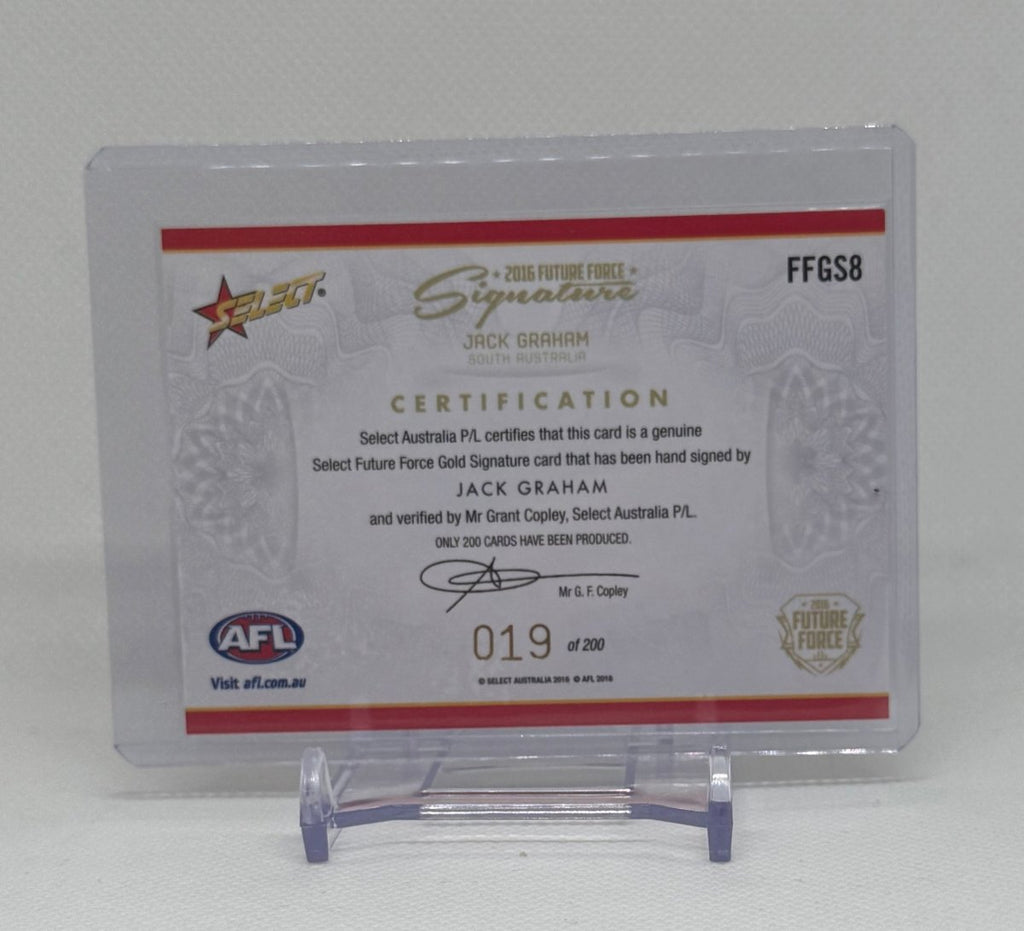 SELECT®
2016 FUTURE FORCE
Signature
FFGS8
JACK GRAHAM
SOUTH AUSTRALIA
CERTIFICATION
Select Australia P/L certifies that this card is a genuine
Select Future Force Gold Signature card that has been hand signed by
JACK GRAHAM
and verified by Mr Grant Copley, Select Australia P/L.
ONLY 200 CARDS HAVE BEEN PRODUCED.
Mr G. F. Copley
019 of 200
© SELECT AUSTRALIA 2016 © AFL 2016
AFL
Visit afl.com.au
2016
FUTURE
FORCE